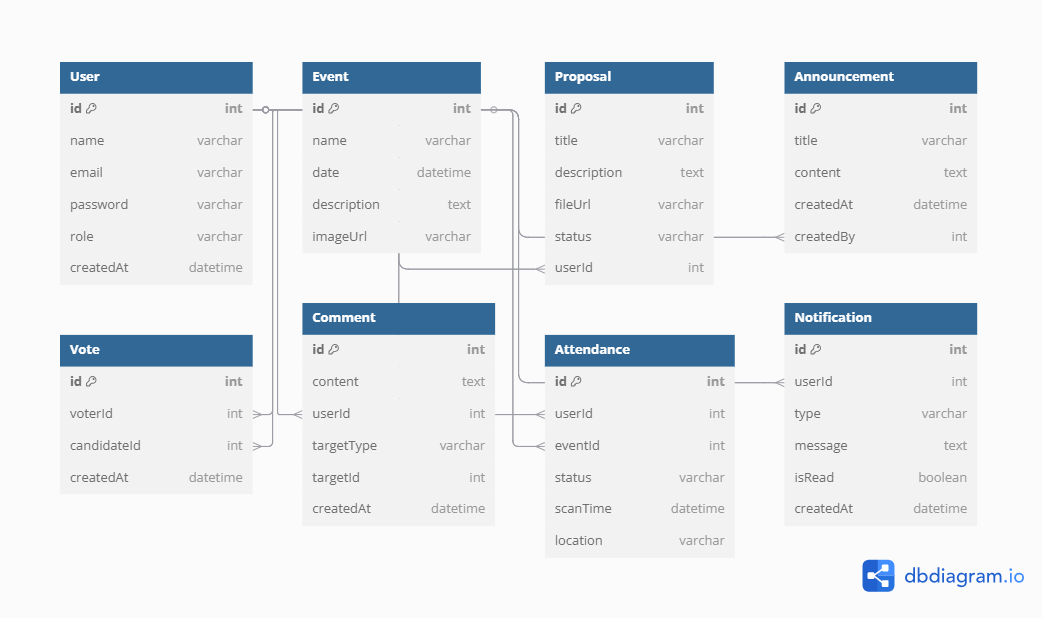 User
id int
name varchar
email varchar
password varchar
role varchar
createdAt datetime
Event
id int
name varchar
date datetime
description text
imageUrl varchar
Proposal
id int
title varchar
description text
fileUrl varchar
status varchar
userId int
Announcement
id int
title varchar
content text
createdAt datetime
createdBy int
Vote
id int
voterId int
candidateId int
createdAt datetime
Comment
id int
content text
userId int
targetType varchar
targetId int
createdAt datetime
Attendance
id int
userId int
eventId int
status varchar
scanTime datetime
location varchar
Notification
id int
userId int
type varchar
message text
isRead boolean
createdAt datetime
dbdiagram.io